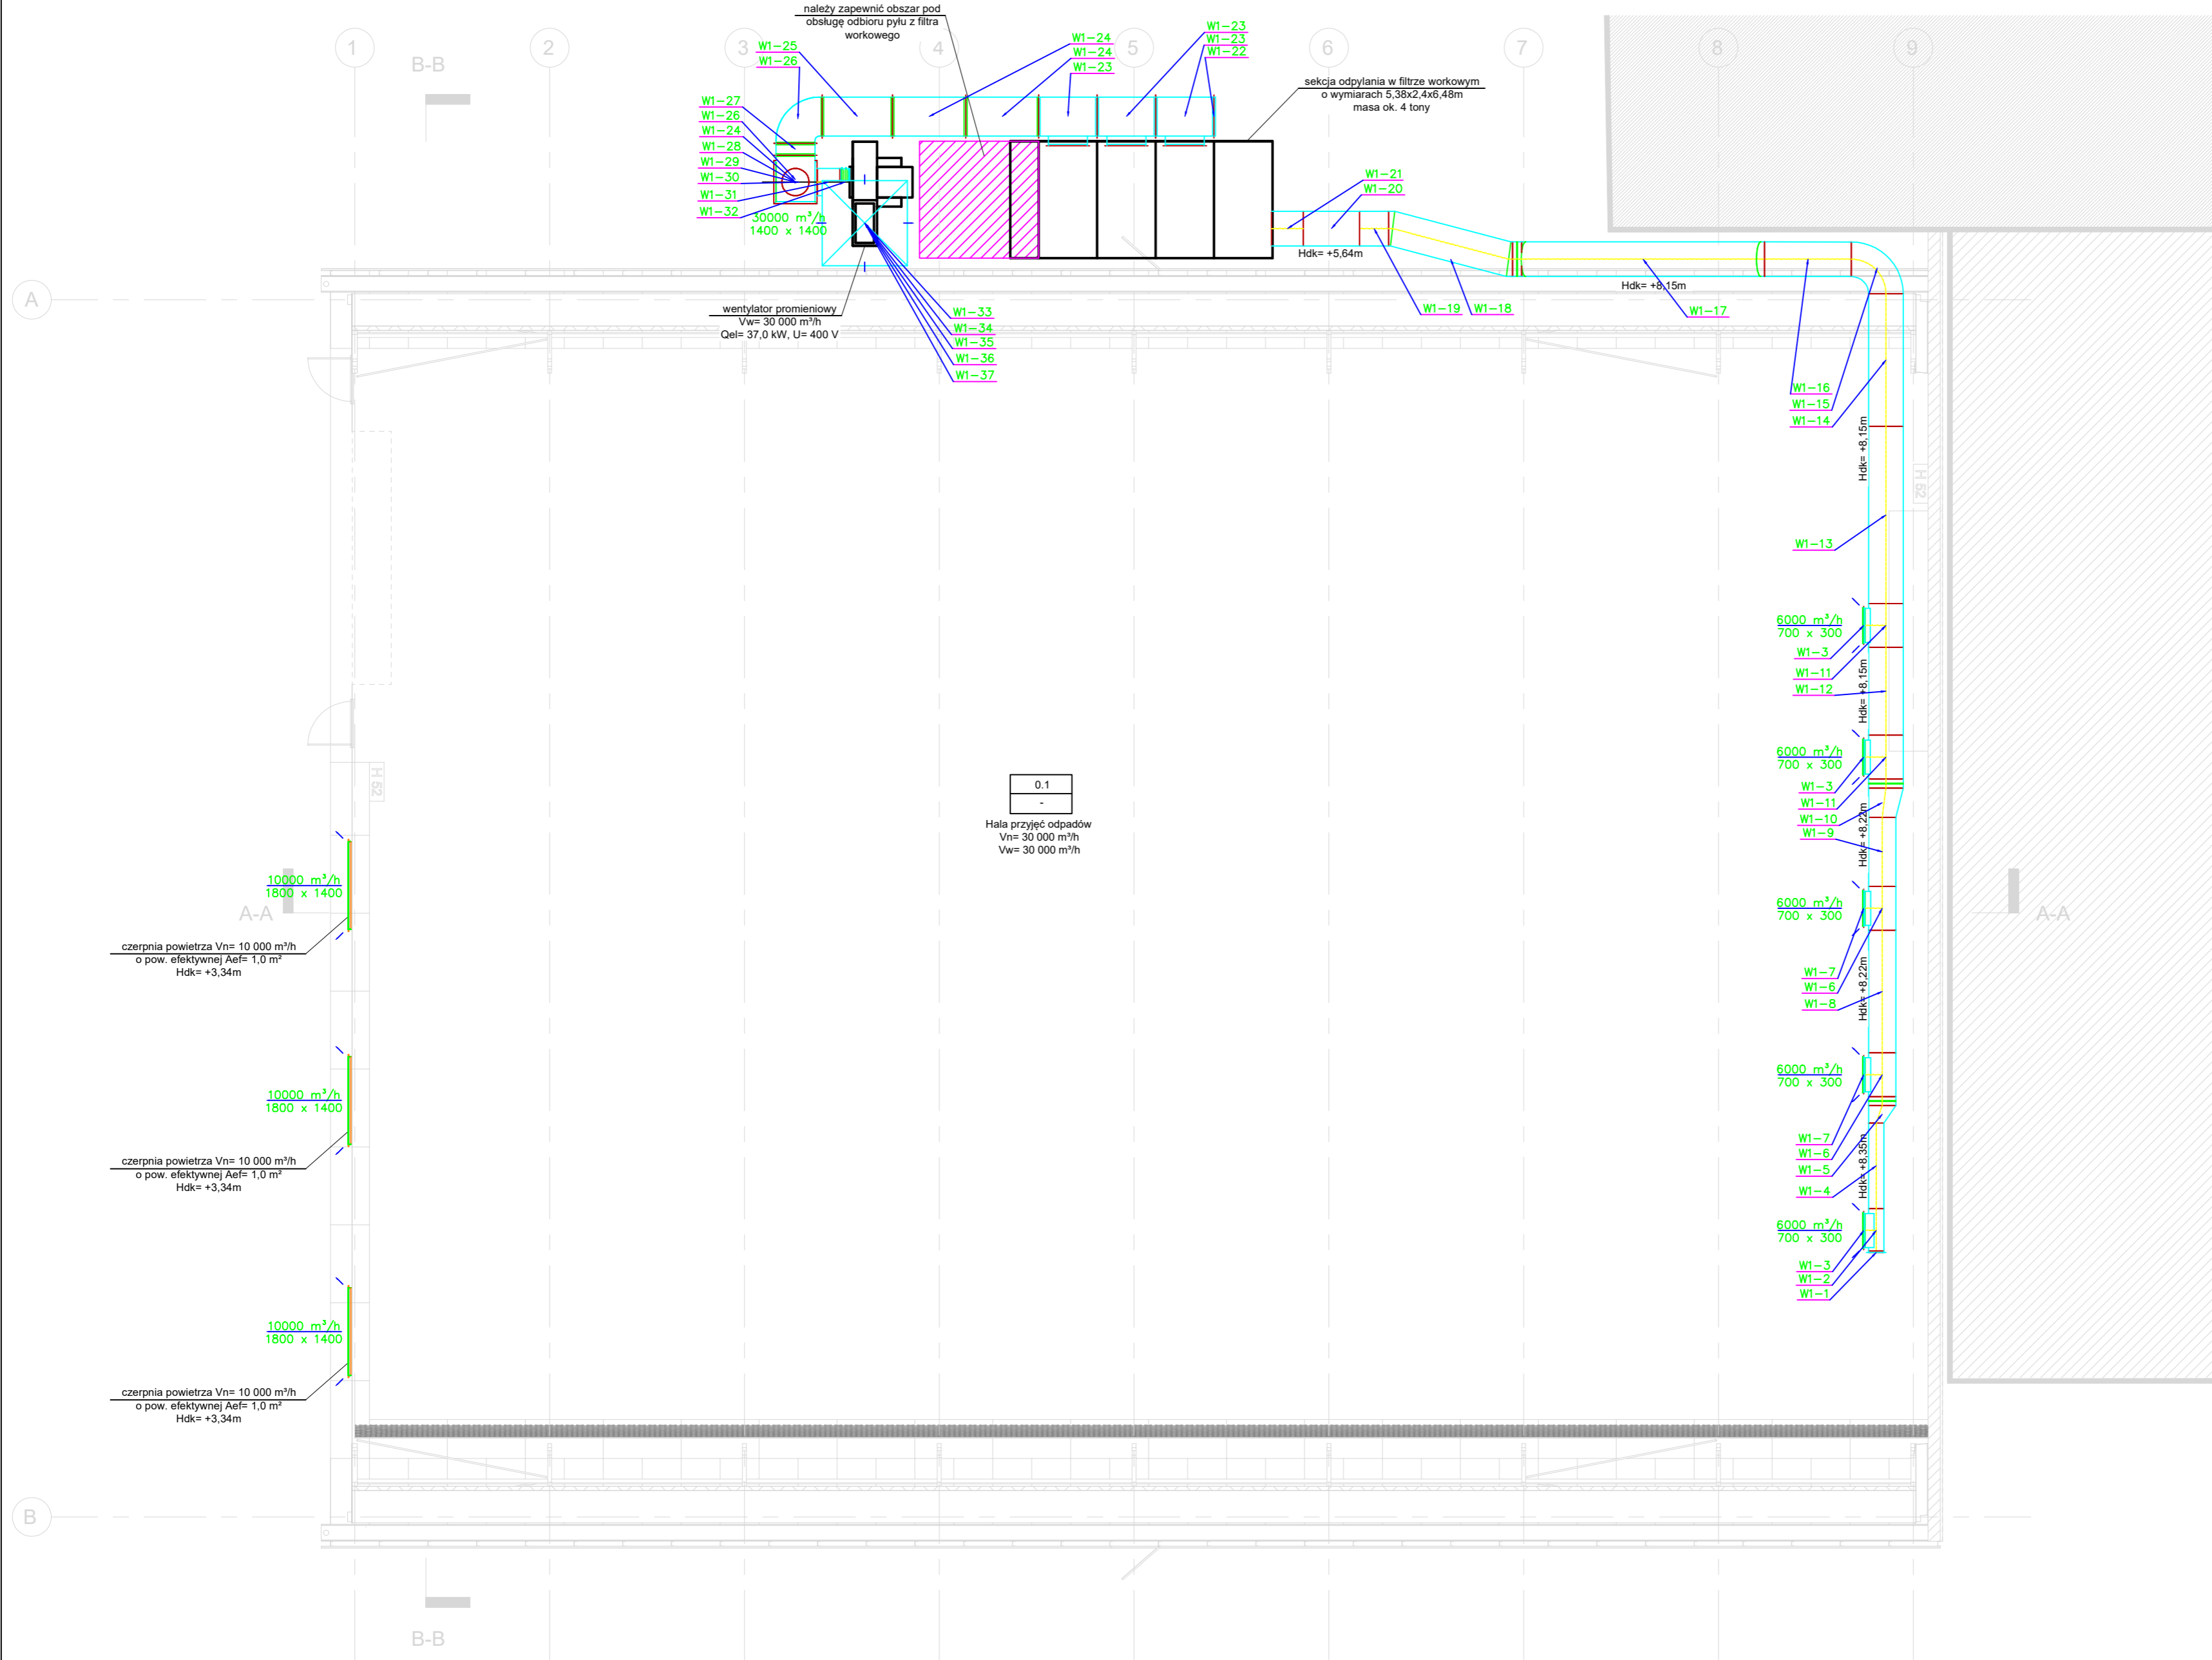 należy zapewnić obszar pod
obsługę odbioru pyłu z filtra
workowego
1
2
3
4
5
6
7
8
9
B-B
W1-25
W1-26
W1-24
W1-24
W1-23
W1-23
W1-23
W1-22
sekcja odpylania w filtrze workowym
o wymiarach 5,38x2,4x6,48m
masa ok. 4 tony
W1-27
W1-26
W1-24
W1-28
W1-29
W1-30
W1-31
W1-32
30000 m³/h
1400 x 1400
W1-21
W1-20
Hdk= +5,64m
Hdk= +8,15m
A
wentylator promieniowy
Vw= 30 000 m³/h
Qel= 37,0 kW, U= 400 V
W1-33
W1-34
W1-35
W1-36
W1-37
W1-19
W1-18
W1-17
W1-16
W1-15
W1-14
Hdk= +8,15m
H 52
W1-13
6000 m³/h
700 x 300
W1-3
W1-11
W1-12
Hdk= +8,15m
6000 m³/h
700 x 300
W1-3
W1-11
W1-10
W1-9
Hdk= +8,22m
H 52
0.1
-
Hala przyjęć odpadów
Vn= 30 000 m³/h
Vw= 30 000 m³/h
10000 m³/h
1800 x 1400
A-A
A-A
czerpnia powietrza Vn= 10 000 m³/h
o pow. efektywnej Aef= 1,0 m²
Hdk= +3,34m
6000 m³/h
700 x 300
W1-7
W1-6
W1-8
Hdk= +8,22m
10000 m³/h
1800 x 1400
czerpnia powietrza Vn= 10 000 m³/h
o pow. efektywnej Aef= 1,0 m²
Hdk= +3,34m
6000 m³/h
700 x 300
W1-7
W1-6
W1-5
W1-4
Hdk= +8,35m
6000 m³/h
700 x 300
W1-3
W1-2
W1-1
10000 m³/h
1800 x 1400
czerpnia powietrza Vn= 10 000 m³/h
o pow. efektywnej Aef= 1,0 m²
Hdk= +3,34m
B
B-B